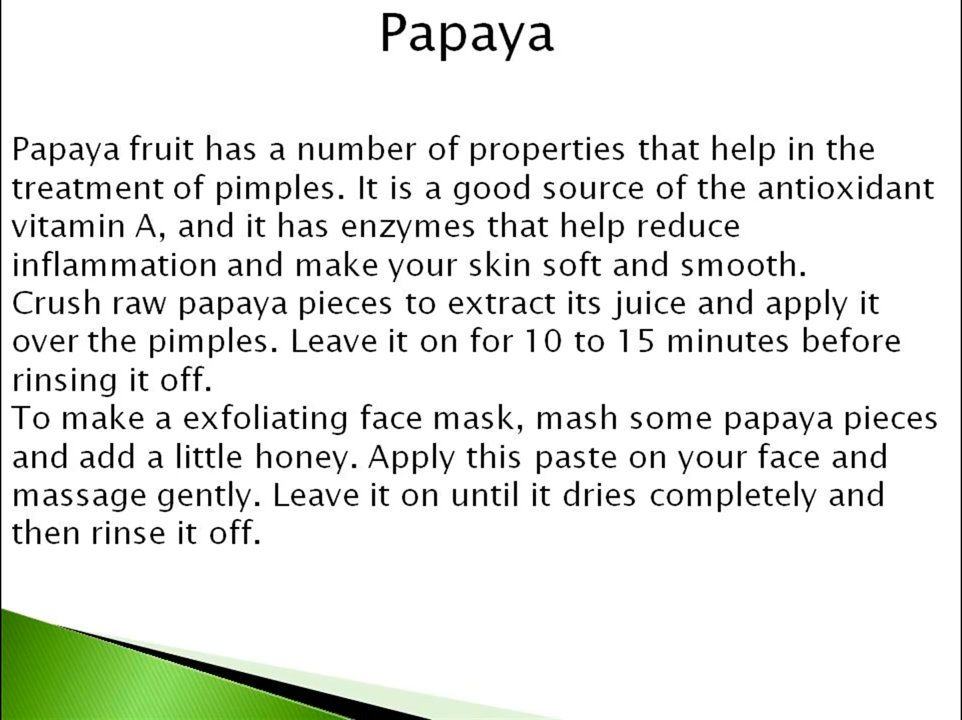 Papaya
Papaya fruit has a number of properties that help in the
treatment of pimples. It is a good source of the antioxidant
vitamin A, and it has enzymes that help reduce
inflammation and make your skin soft and smooth.
Crush raw papaya pieces to extract its juice and apply it
over the pimples. Leave it on for 10 to 15 minutes before
rinsing it off.
To make a exfoliating face mask, mash some papaya pieces
and add a little honey. Apply this paste on your face and
massage gently. Leave it on until it dries completely and
then rinse it off.